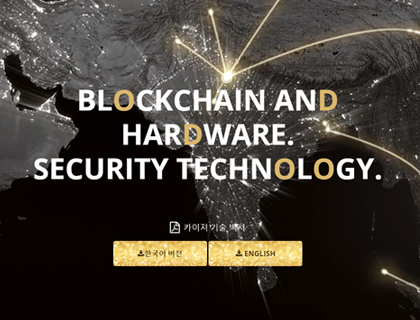 BLOCKCHAIN AND
HARDWARE.
SECURITY TECHNOLOGY.
카이저 기술 백서
한국어 버전
ENGLISH